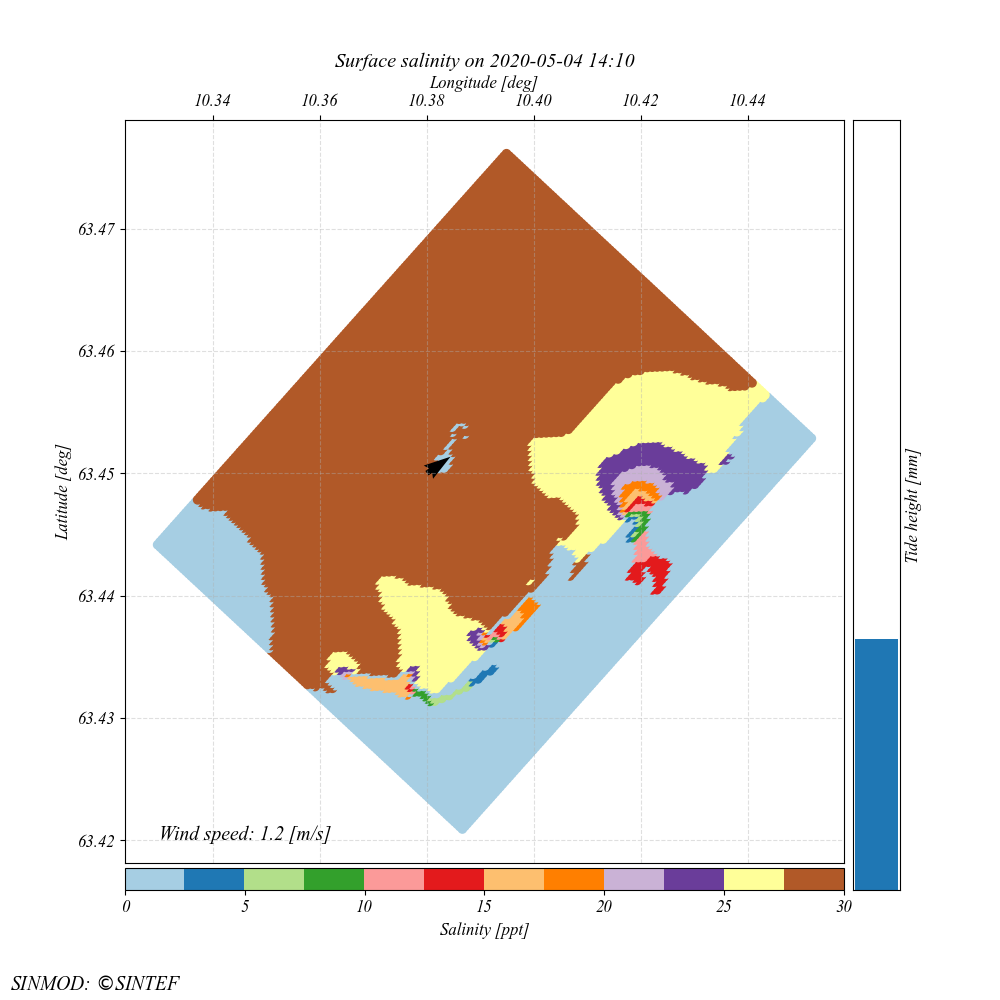 Surface salinity on 2020-05-04 14:10
Longitude [deg]
10.34 10.36 10.38 10.40 10.42 10.44
63.47
63.46
63.45
63.44
63.43
63.42
Latitude [deg]
Tide height [mm]
Wind speed: 1.2 [m/s]
0 5 10 15 20 25 30
Salinity [ppt]
SINMOD: ©SINTEF